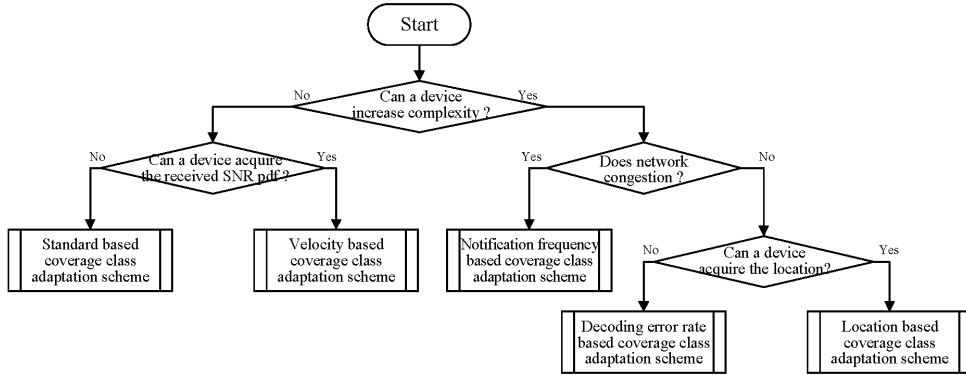 Start
Can a device
increase complexity ?
No
Yes
Can a device acquire
the received SNR pdf ?
No
Yes
Does network
congestion ?
Yes
No
Standard based
coverage class
adaptation scheme
Velocity based
coverage class
adaptation scheme
Notification frequency
based coverage class
adaptation scheme
Can a device
acquire the location?
No
Yes
Decoding error rate
based coverage class
adaptation scheme
Location based
coverage class
adaptation scheme